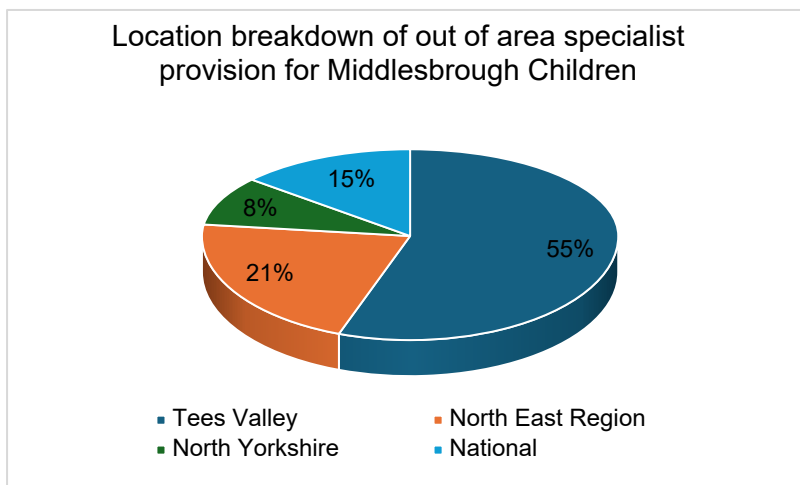 Location breakdown of out of area specialist
provision for Middlesbrough Children
15%
8%
55%
21%
Tees Valley
North East Region
North Yorkshire
National